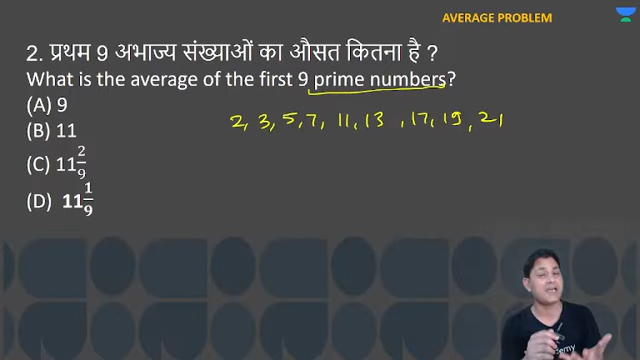 AVERAGE PROBLEM
2. प्रथम 9 अभाज्य संख्याओं का औसत कितना है ?
What is the average of the first 9 prime numbers?
(A) 9
2, 3, 5, 7, 11, 13 , 17, 19, 21
(B) 11
(C) 11 2/9
(D) 11 1/9